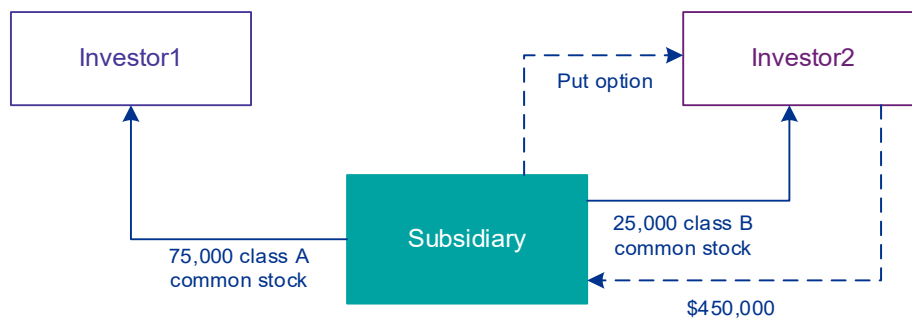 Investor1
Investor2
Put option
Subsidiary
75,000 class A
common stock
25,000 class B
common stock
$450,000